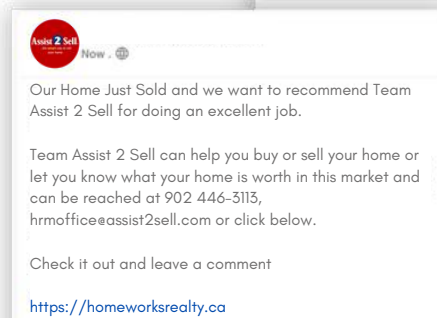 Assist 2 Sell
Now .
Our Home Just Sold and we want to recommend Team
Assist 2 Sell for doing an excellent job.
Team Assist 2 Sell can help you buy or sell your home or
let you know what your home is worth in this market and
can be reached at 902 446-3113,
hrmoffice@assist2sell.com or click below.
Check it out and leave a comment
https://homeworksrealty.ca